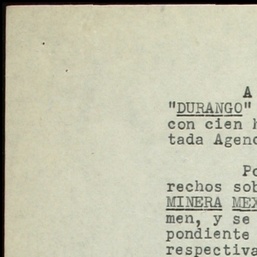 A
"DURANGO"
con cien
tada Agenc
Po
rechos sob
MINERA MEX
men, y se
pondiente
respectiva